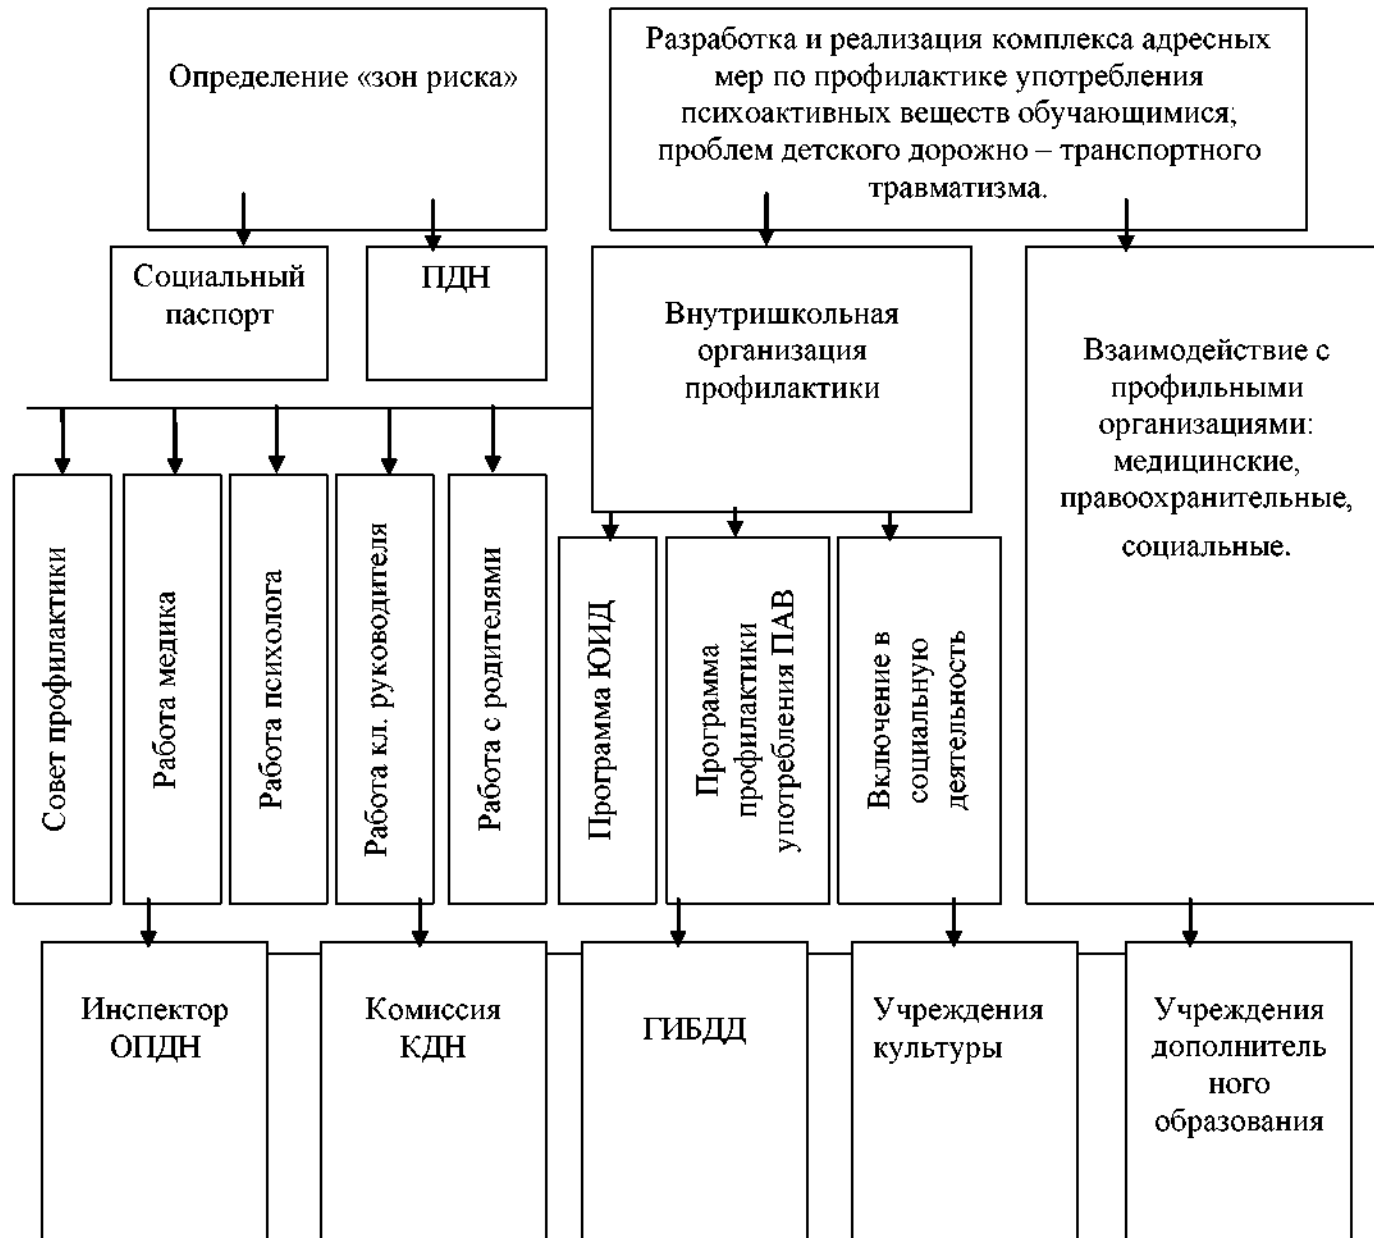 Определение «зон риска»
Разработка и реализация комплекса адресных
мер по профилактике употребления
психоактивных веществ обучающимися;
проблем детского дорожно – транспортного
травматизма.
Социальный
паспорт
ПДН
Внутришкольная
организация
профилактики
Взаимодействие с
профильными
организациями:
медицинские,
правоохранительные,
социальные.
Совет профилактики
Работа медика
Работа психолога
Работа кл. руководителя
Работа с родителями
Программа ЮИД
Программа
профилактики
употребления ПАВ
Включение в
социальную
деятельность
Инспектор
ОПДН
Комиссия
КДН
ГИБДД
Учреждения
культуры
Учреждения
дополнитель
ного
образования